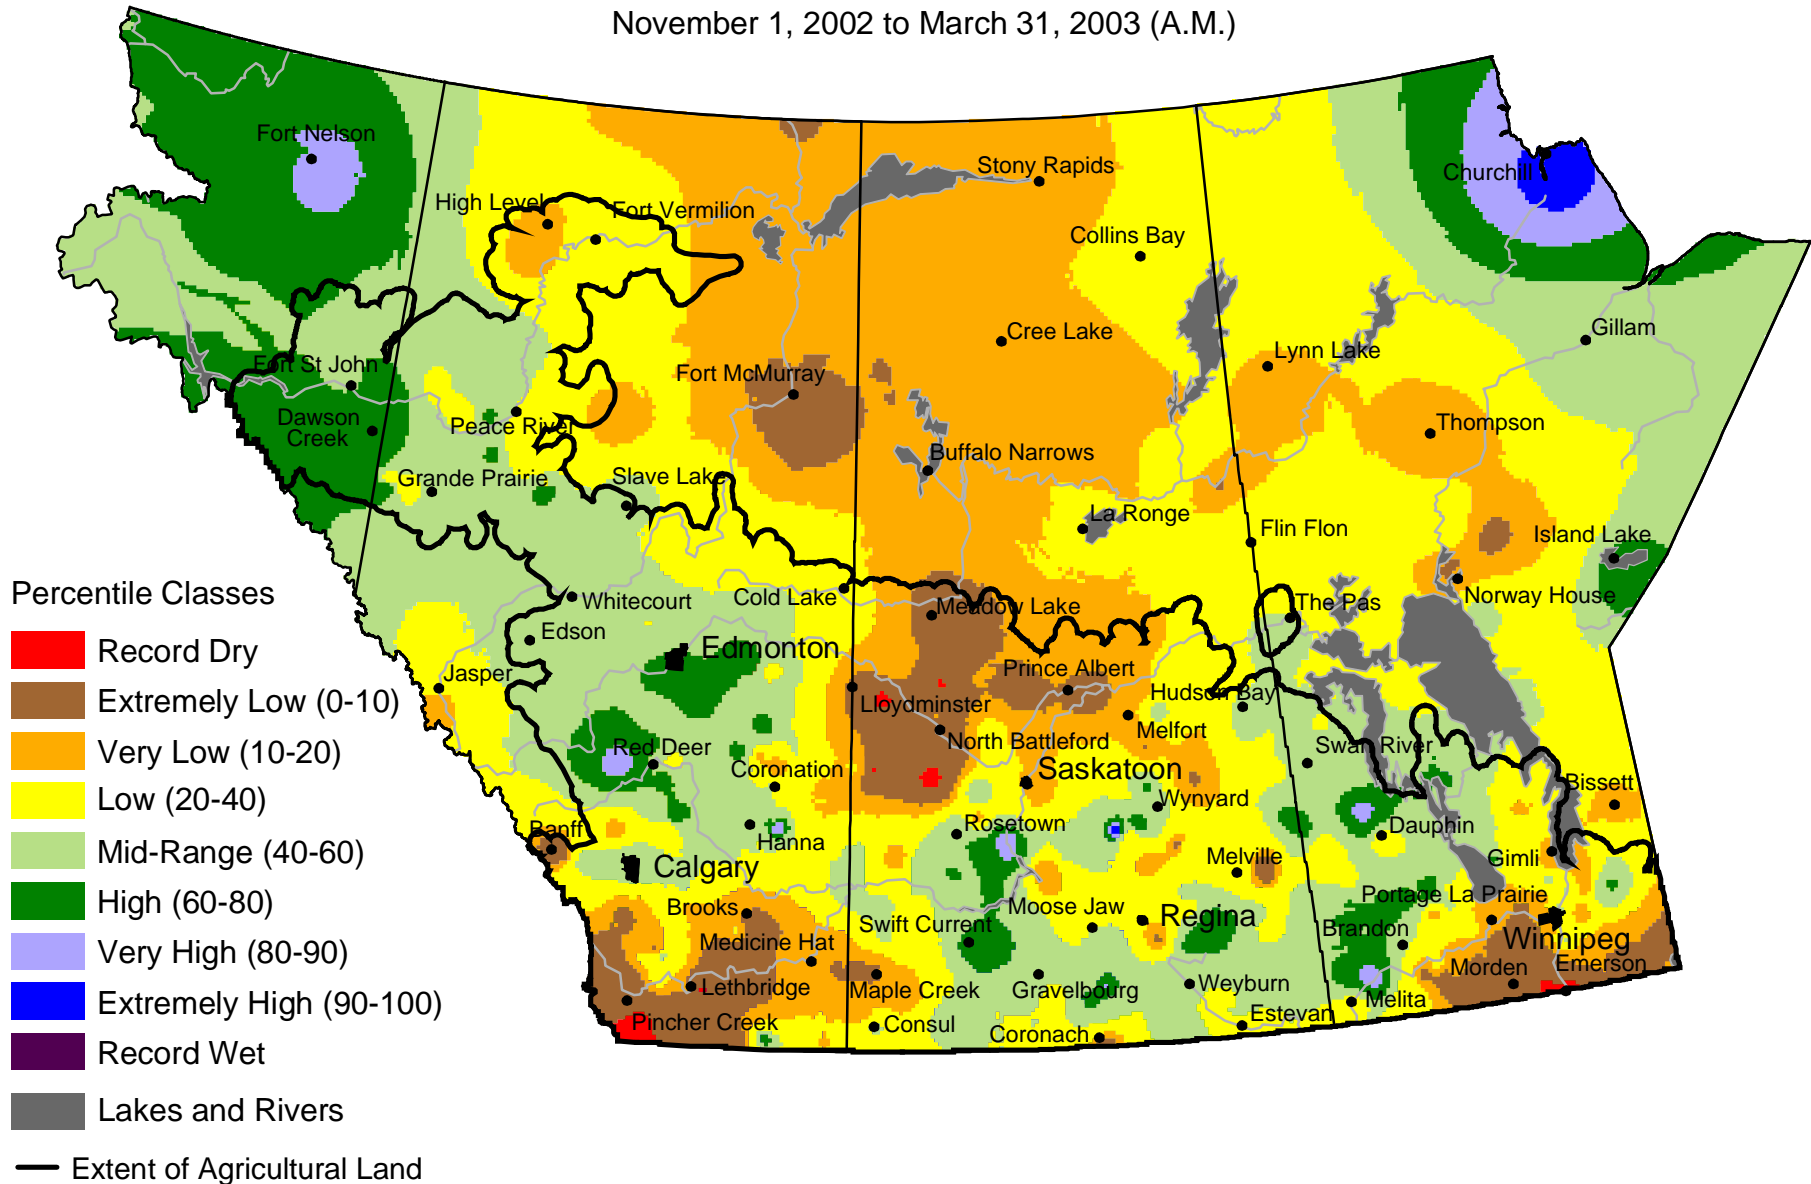 November 1, 2002 to March 31, 2003 (A.M.)
Fort Nelson
Churchill
Stony Rapids
High Level
Fort Vermilion
Collins Bay
Gillam
Cree Lake
Lynn Lake
Fort St John
Fort McMurray
Dawson
Creek
Peace River
Thompson
Buffalo Narrows
Grande Prairie
Slave Lake
La Ronge
Flin Flon
Island Lake
Cold Lake
Whitecourt
Meadow Lake
The Pas
Norway House
Edson
Edmonton
Jasper
Prince Albert
Hudson Bay
Lloydminster
North Battleford
Melfort
Swan River
Red Deer
Coronation
Saskatoon
Bissett
Wynyard
Banff
Hanna
Rosetown
Dauphin
Calgary
Melville
Gimli
Brooks
Portage La Prairie
Swift Current
Moose Jaw
Regina
Brandon
Medicine Hat
Winnipeg
Lethbridge
Maple Creek
Gravelbourg
Weyburn
Morden
Emerson
Melita
Pincher Creek
Consul
Coronach
Estevan
Percentile Classes
Record Dry
Extremely Low (0-10)
Very Low (10-20)
Low (20-40)
Mid-Range (40-60)
High (60-80)
Very High (80-90)
Extremely High (90-100)
Record Wet
Lakes and Rivers
Extent of Agricultural Land